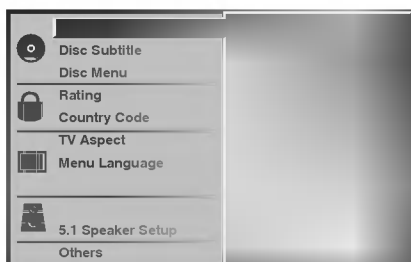 Disc Subtitle
Disc Menu
Rating
Country Code
TV Aspect
Menu Language
5.1 Speaker Setup
Others